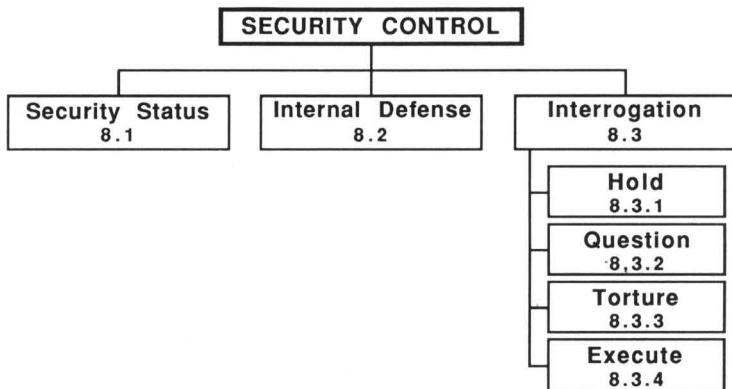 SECURITY CONTROL
Security Status
8.1
Internal Defense
8.2
Interrogation
8.3
Hold
8.3.1
Question
8,3.2
Torture
8.3.3
Execute
8.3.4